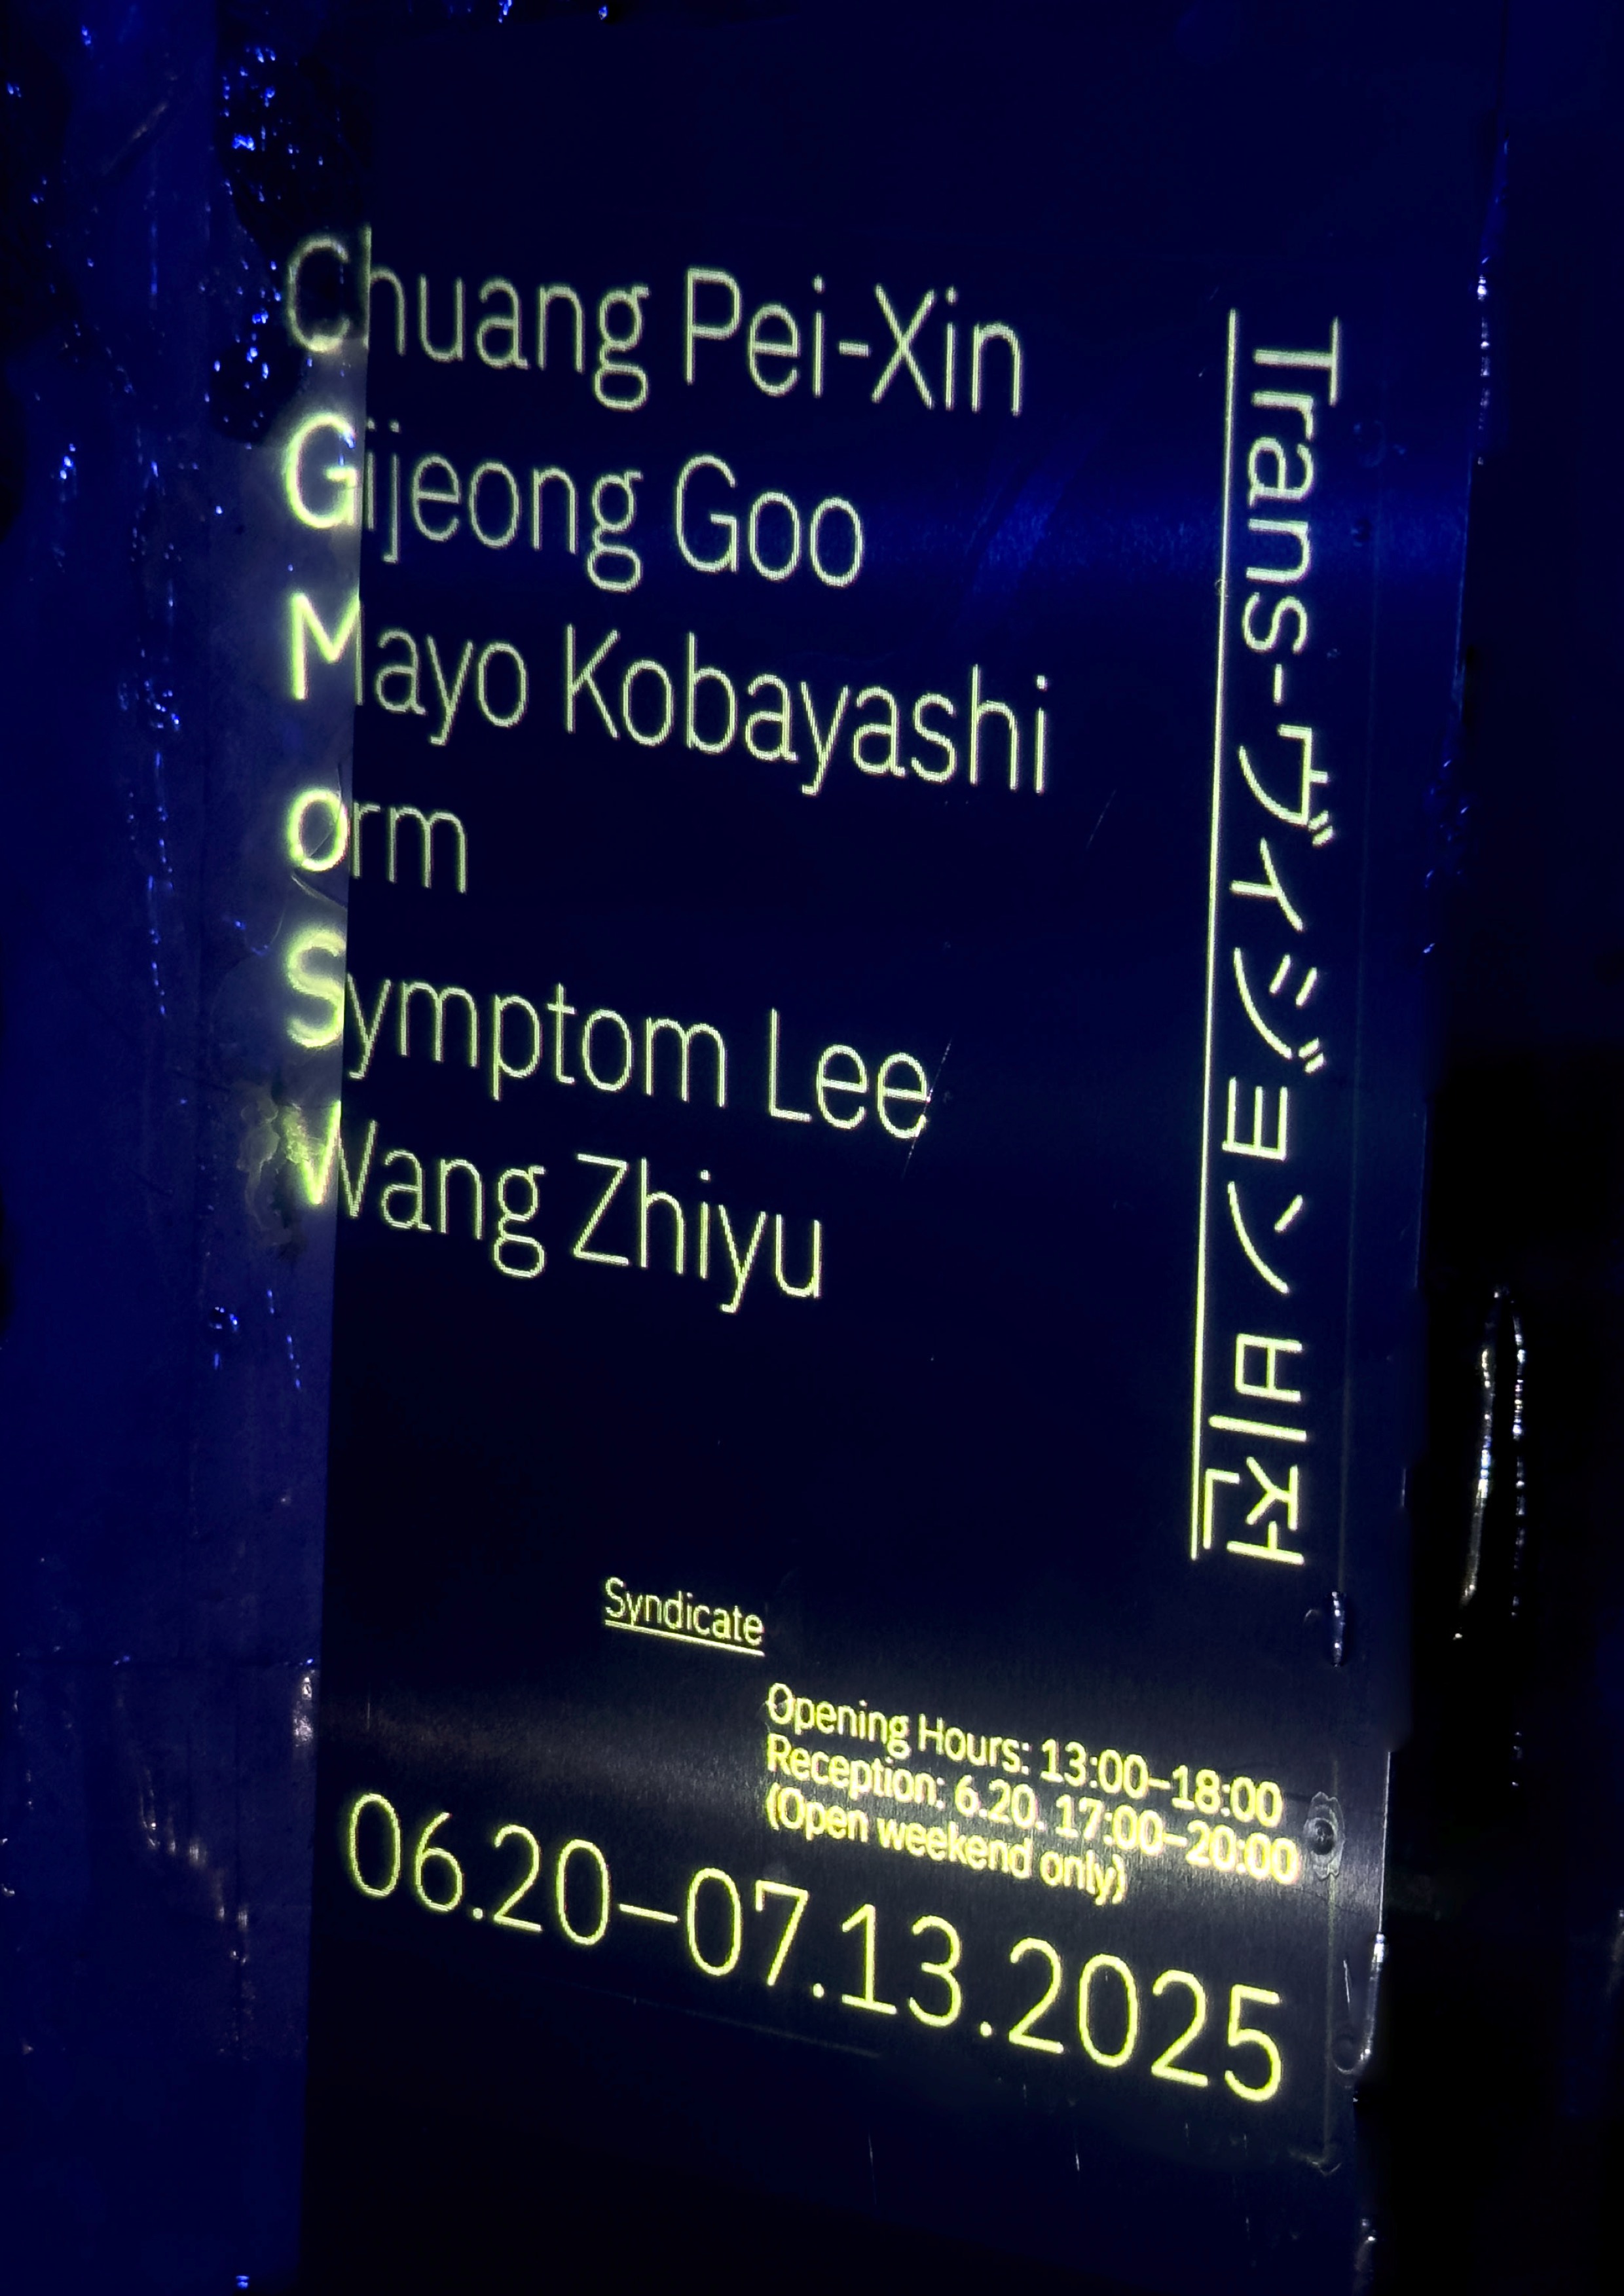 Chuang Pei-Xin
Gijeong Goo
Mayo Kobayashi
orm
Symptom Lee
Wang Zhiyu
Trans-ヴィジョン 비전
Syndicate
Opening Hours: 13:00–18:00
Reception: 6.20. 17:00–20:00
(Open weekend only)
06.20–07.13.2025